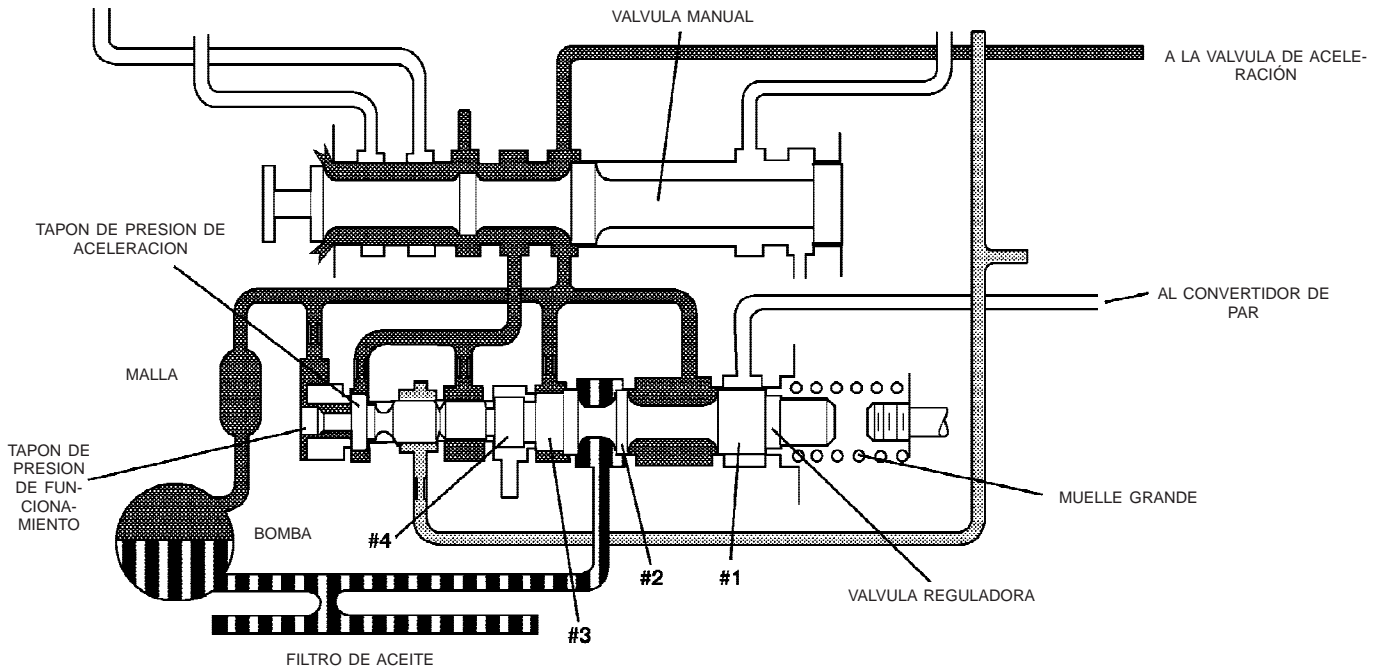 VALVULA MANUAL
A LA VALVULA DE ACELE-
RACIÓN
TAPON DE PRESION DE
ACELERACION
AL CONVERTIDOR DE
PAR
MALLA
TAPON DE
PRESION
DE FUN-
CIONA-
MIENTO
MUELLE GRANDE
BOMBA
#4
#2
#1
VALVULA REGULADORA
#3
FILTRO DE ACEITE